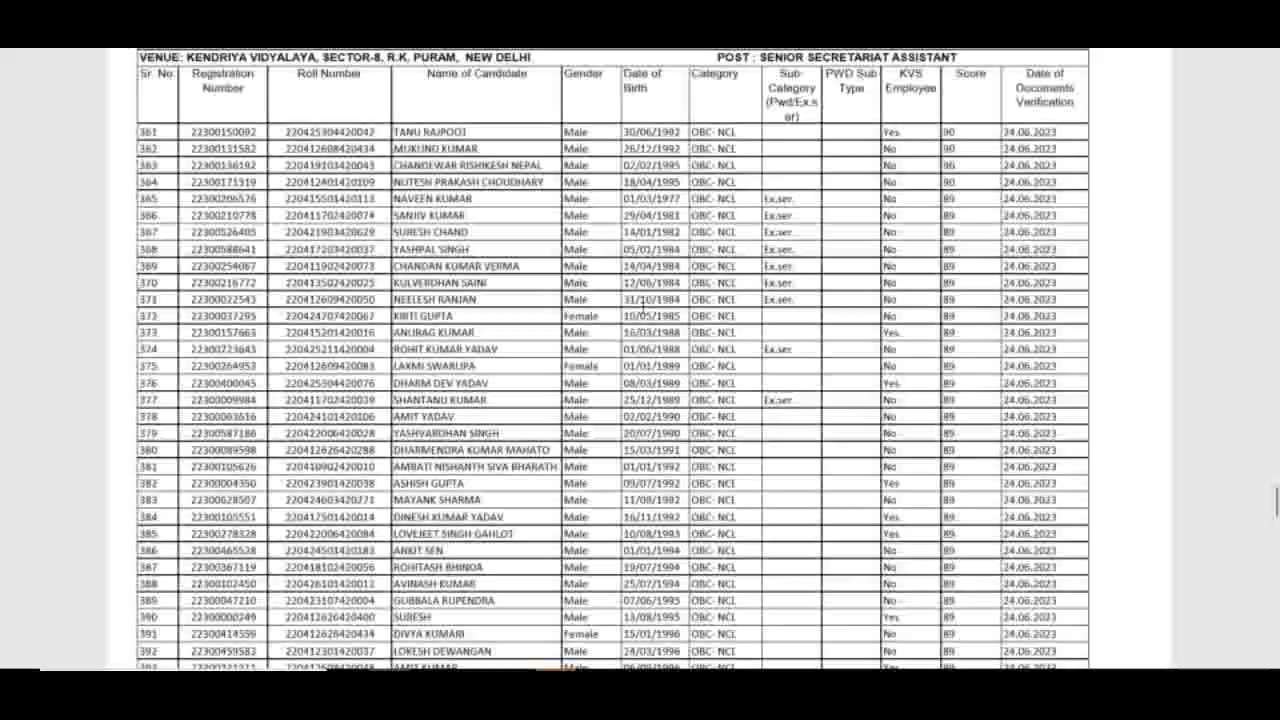 VENUE: KENDRIYA VIDYALAYA, SECTOR-8, R.K, PURAM, NEW DELHI POST : SENIOR SECRETARIAT ASSISTANT
Sr. No. Registration Number Roll Number Name of Candidate Gender Date of Birth Category Sub-Category (Pwd/Ex.ser) PWD Sub Type KVS Employee Score Date of Documents Verification
361 22300150092 220425304420042 TANU RAJPOOT Male 30/06/1992 OBC- NCL Yes 90 24.06.2023
362 22300131582 220412608420434 MUKUND KUMAR Male 26/12/1992 OBC- NCL No 90 24.06.2023
363 22300136192 220419103420043 CHANDEWAR RISHIKESH NEPAL Male 02/02/1995 OBC- NCL No 90 24.06.2023
364 22300171319 220412401420109 NITESH PRAKASH CHOUDHARY Male 18/04/1995 OBC- NCL No 90 24.06.2023
365 22300206576 220415501420113 NAVEEN KUMAR Male 01/03/1977 OBC- NCL Ex.ser. No 89 24.06.2023
366 22300210778 220411702420074 SANJIV KUMAR Male 29/04/1981 OBC- NCL Ex.ser. No 89 24.06.2023
367 22300526405 220421903420629 SURESH CHAND Male 14/01/1982 OBC- NCL Ex.ser. No 89 24.06.2023
368 22300588641 220417203420037 YASHPAL SINGH Male 05/01/1984 OBC- NCL Ex.ser. No 89 24.06.2023
369 22300254067 220411902420073 CHANDAN KUMAR VERMA Male 14/04/1984 OBC- NCL Ex.ser. No 89 24.06.2023
370 22300216772 220413502420025 KULVERDHAN SAINI Male 12/06/1984 OBC- NCL Ex.ser. No 89 24.06.2023
371 22300022543 220412609420050 NEELESH RANJAN Male 31/10/1984 OBC- NCL Ex.ser. No 89 24.06.2023
372 22300037295 220424707420067 KIRTI GUPTA Female 10/05/1985 OBC- NCL No 89 24.06.2023
373 22300157663 220415201420016 ANURAG KUMAR Male 16/03/1988 OBC- NCL Yes 89 24.06.2023
374 22300723643 220425211420004 ROHIT KUMAR YADAV Male 01/06/1988 OBC- NCL Ex.ser No 89 24.06.2023
375 22300264953 220412609420083 LAXMI SWARUPA Female 01/01/1989 OBC- NCL No 89 24.06.2023
376 22300400045 220425304420076 DHARM DEV YADAV Male 08/03/1989 OBC- NCL Yes 89 24.06.2023
377 22300009984 220411702420039 SHANTANU KUMAR Male 25/12/1989 OBC- NCL Ex.ser. No 89 24.06.2023
378 22300063616 220424101420106 AMIT YADAV Male 02/02/1990 OBC- NCL No 89 24.06.2023
379 22300587186 220422006420028 YASHVARDHAN SINGH Male 20/07/1990 OBC- NCL No 89 24.06.2023
380 22300089598 220412626420288 DHARMENDRA KUMAR MAHATO Male 15/03/1991 OBC- NCL No 89 24.06.2023
381 22300105626 220410902420010 AMBATI NISHANTH SIVA BHARATH Male 01/01/1992 OBC- NCL No 89 24.06.2023
382 22300004350 220423901420038 ASHISH GUPTA Male 09/07/1992 OBC- NCL Yes 89 24.06.2023
383 22300628507 220424603420271 MAYANK SHARMA Male 11/08/1992 OBC- NCL No 89 24.06.2023
384 22300105551 220417501420014 DINESH KUMAR YADAV Male 16/11/1992 OBC- NCL Yes 89 24.06.2023
385 22300278328 220422006420084 LOVEJEET SINGH GAHLOT Male 10/08/1993 OBC- NCL Yes 89 24.06.2023
386 22300465528 220424501420183 ANKIT SEN Male 01/01/1994 OBC- NCL No 89 24.06.2023
387 22300367119 220418102420056 ROHITASH BHINDA Male 19/07/1994 OBC- NCL No 89 24.06.2023
388 22300102450 220426101420012 AVINASH KUMAR Male 25/07/1994 OBC- NCL No 89 24.06.2023
389 22300047210 220423107420004 GUBBALA RUPENDRA Male 07/06/1995 OBC- NCL No 89 24.06.2023
390 22300000249 220412626420400 SURESH Male 13/08/1995 OBC- NCL Yes 89 24.06.2023
391 22300414559 220412626420434 DIVYA KUMARI Female 15/01/1996 OBC- NCL No 89 24.06.2023
392 22300459583 220412301420037 LOKESH DEWANGAN Male 24/03/1996 OBC- NCL No 89 24.06.2023